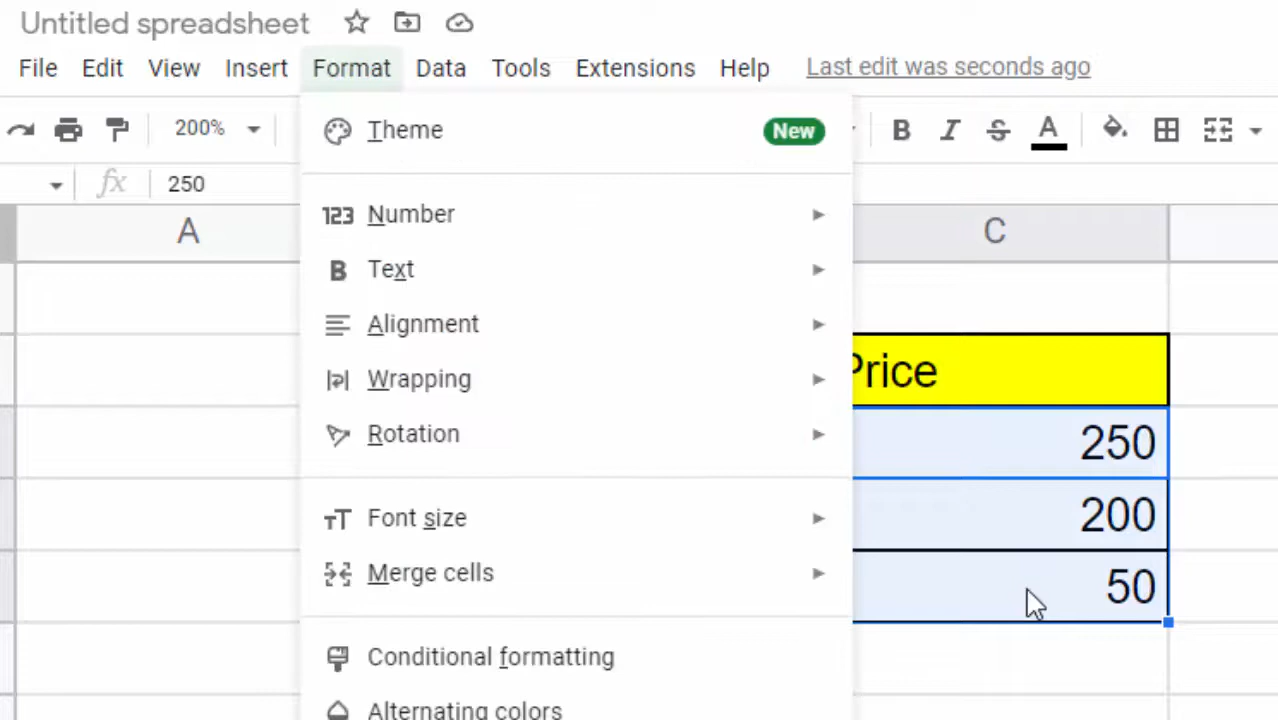 Untitled spreadsheet
File Edit View Insert Format Data Tools Extensions Help Last edit was seconds ago
200% B I S A
fx 250
A C
Theme New
123 Number
B Text
Alignment
Wrapping
Rotation
TT Font size
Merge cells
Conditional formatting
Alternating colors
Price
250
200
50